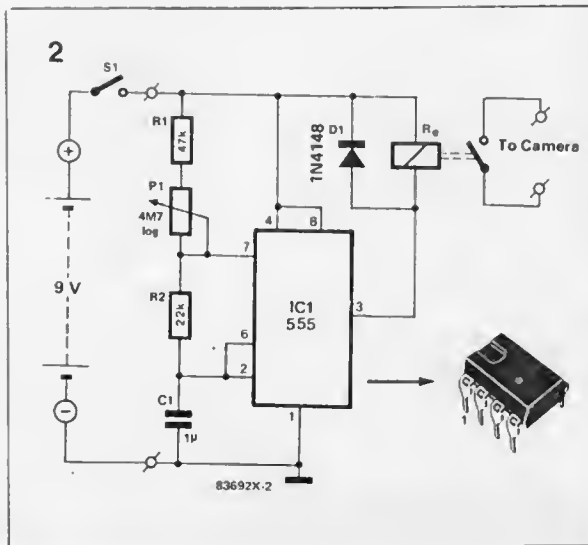 2
S1
R1
47k
D1
1N4148
Re
To Camera
P1
4M7
log
4
8
7
9 V
R2
22k
IC1
555
3
6
2
C1
1µ
1
1
83692X-2